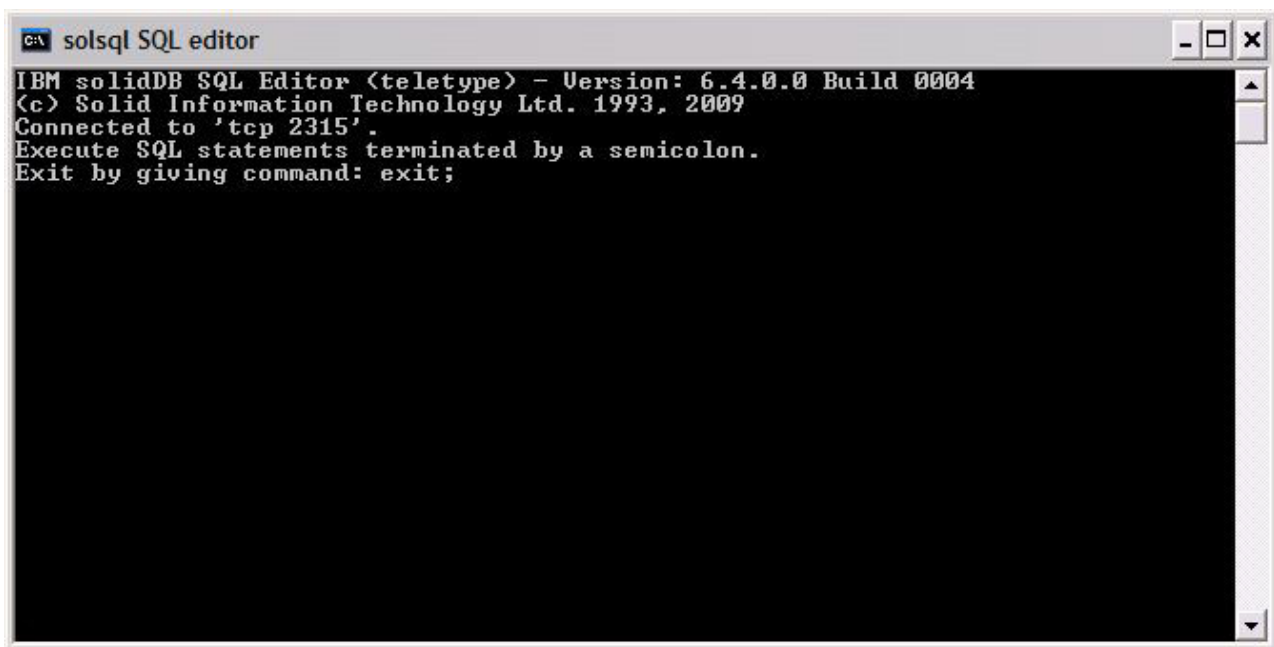 solsql SQL editor
IBM solidDB SQL Editor (teletype) - Version: 6.4.0.0 Build 0004
(c) Solid Information Technology Ltd. 1993, 2009
Connected to 'tcp 2315'.
Execute SQL statements terminated by a semicolon.
Exit by giving command: exit;